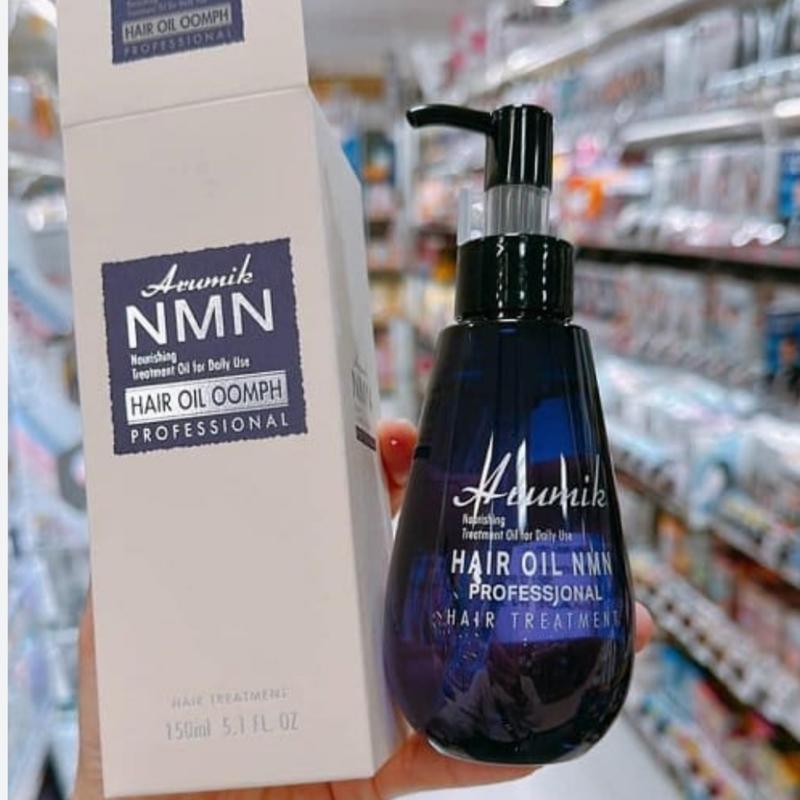 HAIR OIL OOMPH
PROFESSIONAL
Arumik
NMN
Nourishing
Treatment Oil for Daily Use
HAIR OIL OOMPH
PROFESSIONAL
HAIR TREATMENT
150ml 5.1 FL. OZ
Arumik
Nourishing
Treatment Oil for Daily Use
HAIR OIL NMN
PROFESSIONAL
HAIR TREATMENT